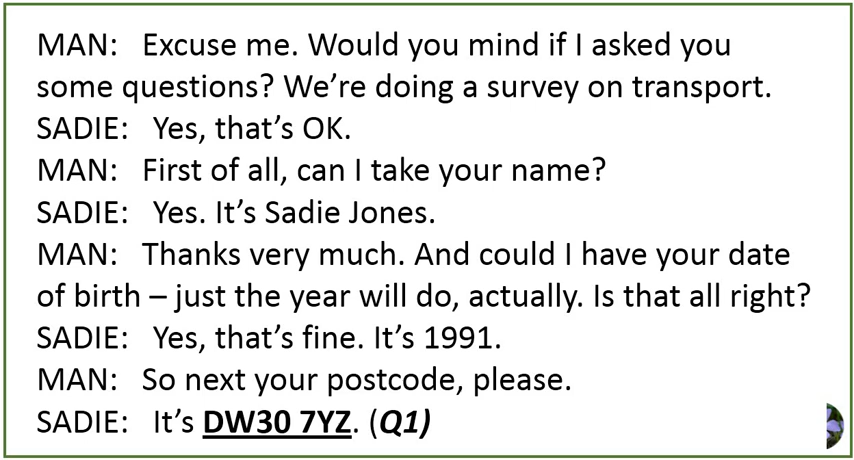 MAN: Excuse me. Would you mind if I asked you
some questions? We’re doing a survey on transport.
SADIE: Yes, that’s OK.
MAN: First of all, can I take your name?
SADIE: Yes. It’s Sadie Jones.
MAN: Thanks very much. And could I have your date
of birth – just the year will do, actually. Is that all right?
SADIE: Yes, that’s fine. It’s 1991.
MAN: So next your postcode, please.
SADIE: It’s DW30 7YZ. (Q1)